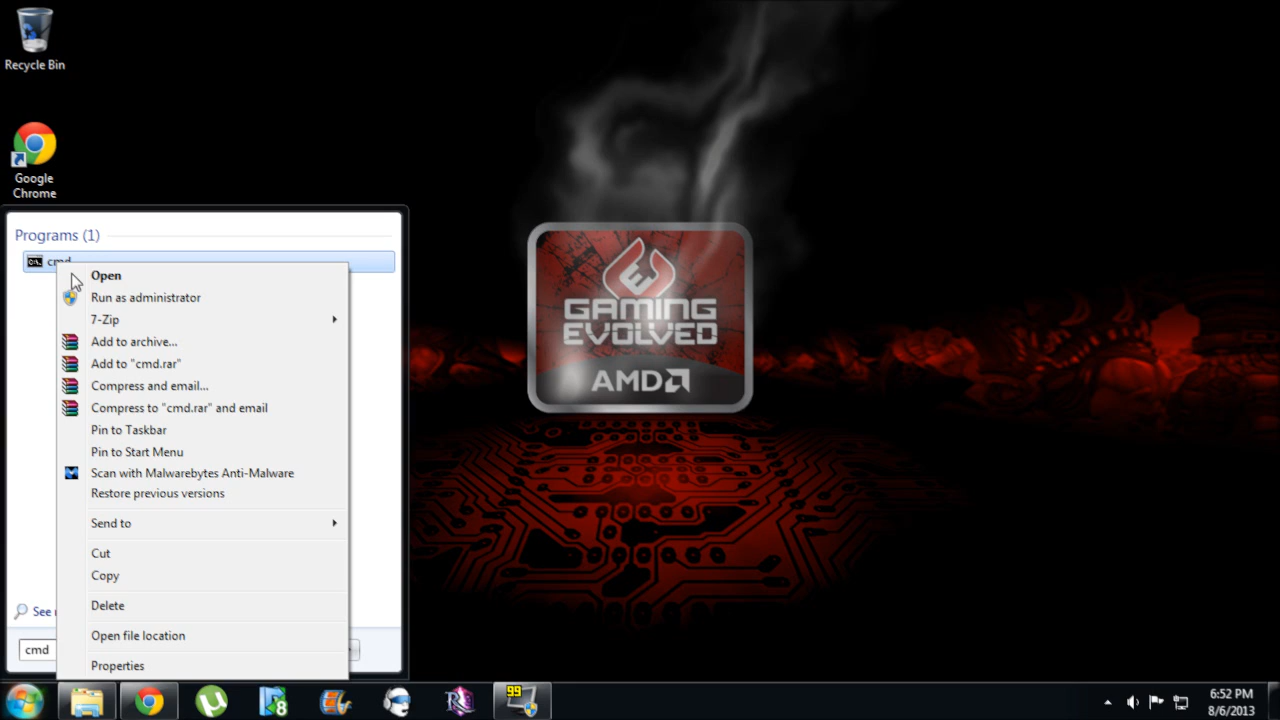 Recycle Bin
Google
Chrome
Programs (1)
cmd
Open
Run as administrator
7-Zip
Add to archive...
Add to "cmd.rar"
Compress and email...
Compress to "cmd.rar" and email
Pin to Taskbar
Pin to Start Menu
Scan with Malwarebytes Anti-Malware
Restore previous versions
Send to
Cut
Copy
Delete
Open file location
Properties
See
cmd
GAMING
EVOLVED
AMD
8
99
6:52 PM
8/6/2013